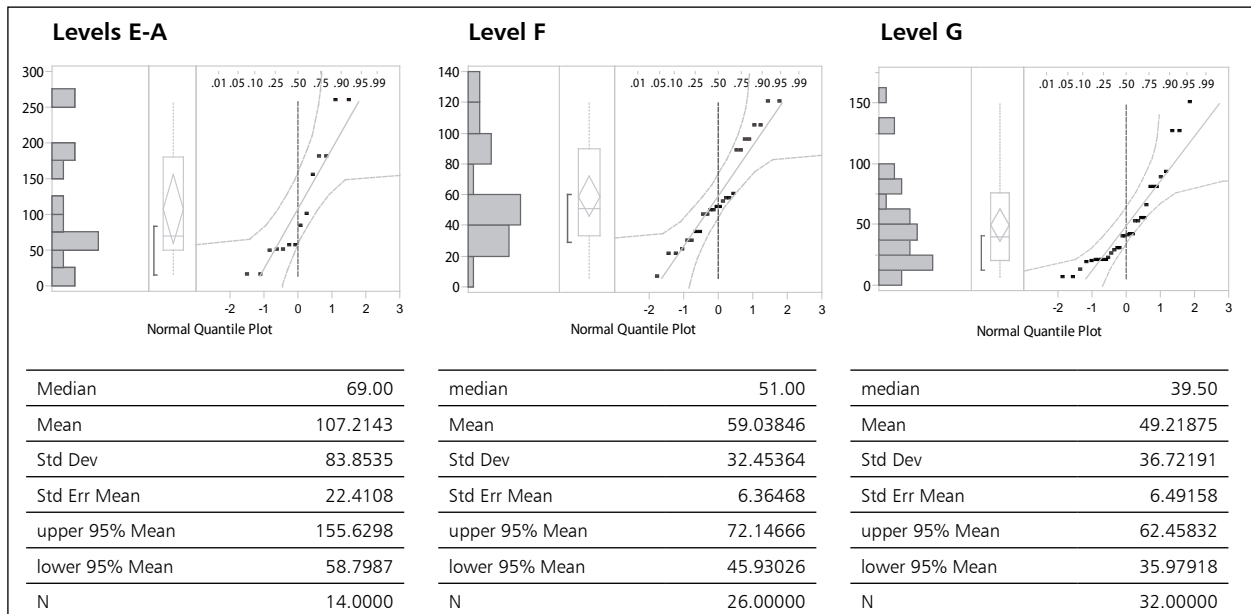 Levels E-A
300
250
200
150
100
50
0
.01 .05 .10 .25 .50 .75 .90 .95 .99
-2 -1 0 1 2 3
Normal Quantile Plot
Median 69.00
Mean 107.2143
Std Dev 83.8535
Std Err Mean 22.4108
upper 95% Mean 155.6298
lower 95% Mean 58.7987
N 14.0000
Level F
140
120
100
80
60
40
20
0
.01 .05 .10 .25 .50 .75 .90 .95 .99
-2 -1 0 1 2 3
Normal Quantile Plot
median 51.00
Mean 59.03846
Std Dev 32.45364
Std Err Mean 6.36468
upper 95% Mean 72.14666
lower 95% Mean 45.93026
N 26.00000
Level G
150
100
50
0
.01 .05 .10 .25 .50 .75 .90 .95 .99
-2 -1 0 1 2 3
Normal Quantile Plot
median 39.50
Mean 49.21875
Std Dev 36.72191
Std Err Mean 6.49158
upper 95% Mean 62.45832
lower 95% Mean 35.97918
N 32.00000